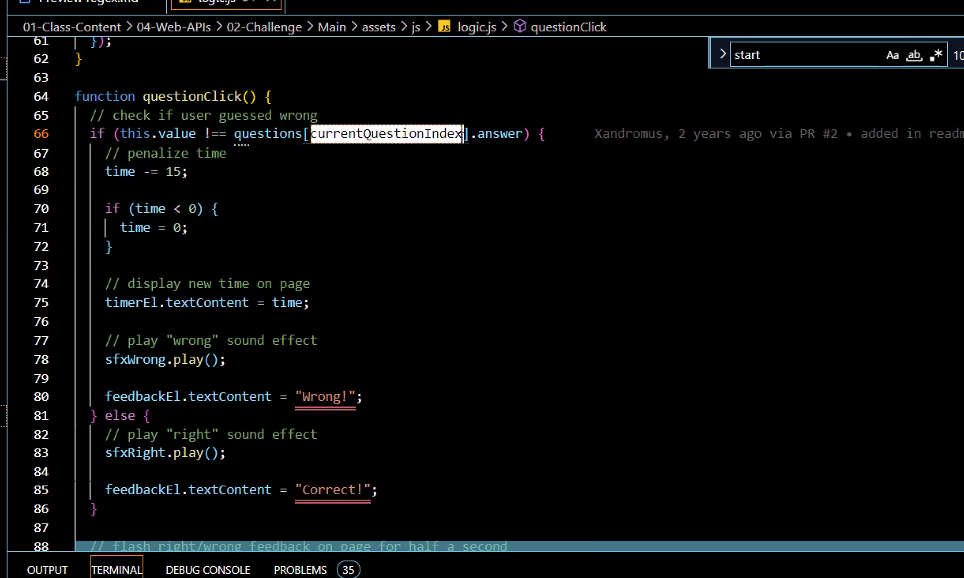 Preview regex.md
logic.js
01-Class-Content > 04-Web-APIs > 02-Challenge > Main > assets > js > JS logic.js > questionClick
> start Aa ab .* 10
61 });
62 }
63
64 function questionClick() {
65 // check if user guessed wrong
66 if (this.value !== questions[currentQuestionIndex].answer) { Xandromus, 2 years ago via PR #2 • added in readm
67 // penalize time
68 time -= 15;
69
70 if (time < 0) {
71 time = 0;
72 }
73
74 // display new time on page
75 timerEl.textContent = time;
76
77 // play "wrong" sound effect
78 sfxWrong.play();
79
80 feedbackEl.textContent = "Wrong!";
81 } else {
82 // play "right" sound effect
83 sfxRight.play();
84
85 feedbackEl.textContent = "Correct!";
86 }
87
88 // flash right/wrong feedback on page for half a second
OUTPUT TERMINAL DEBUG CONSOLE PROBLEMS 35